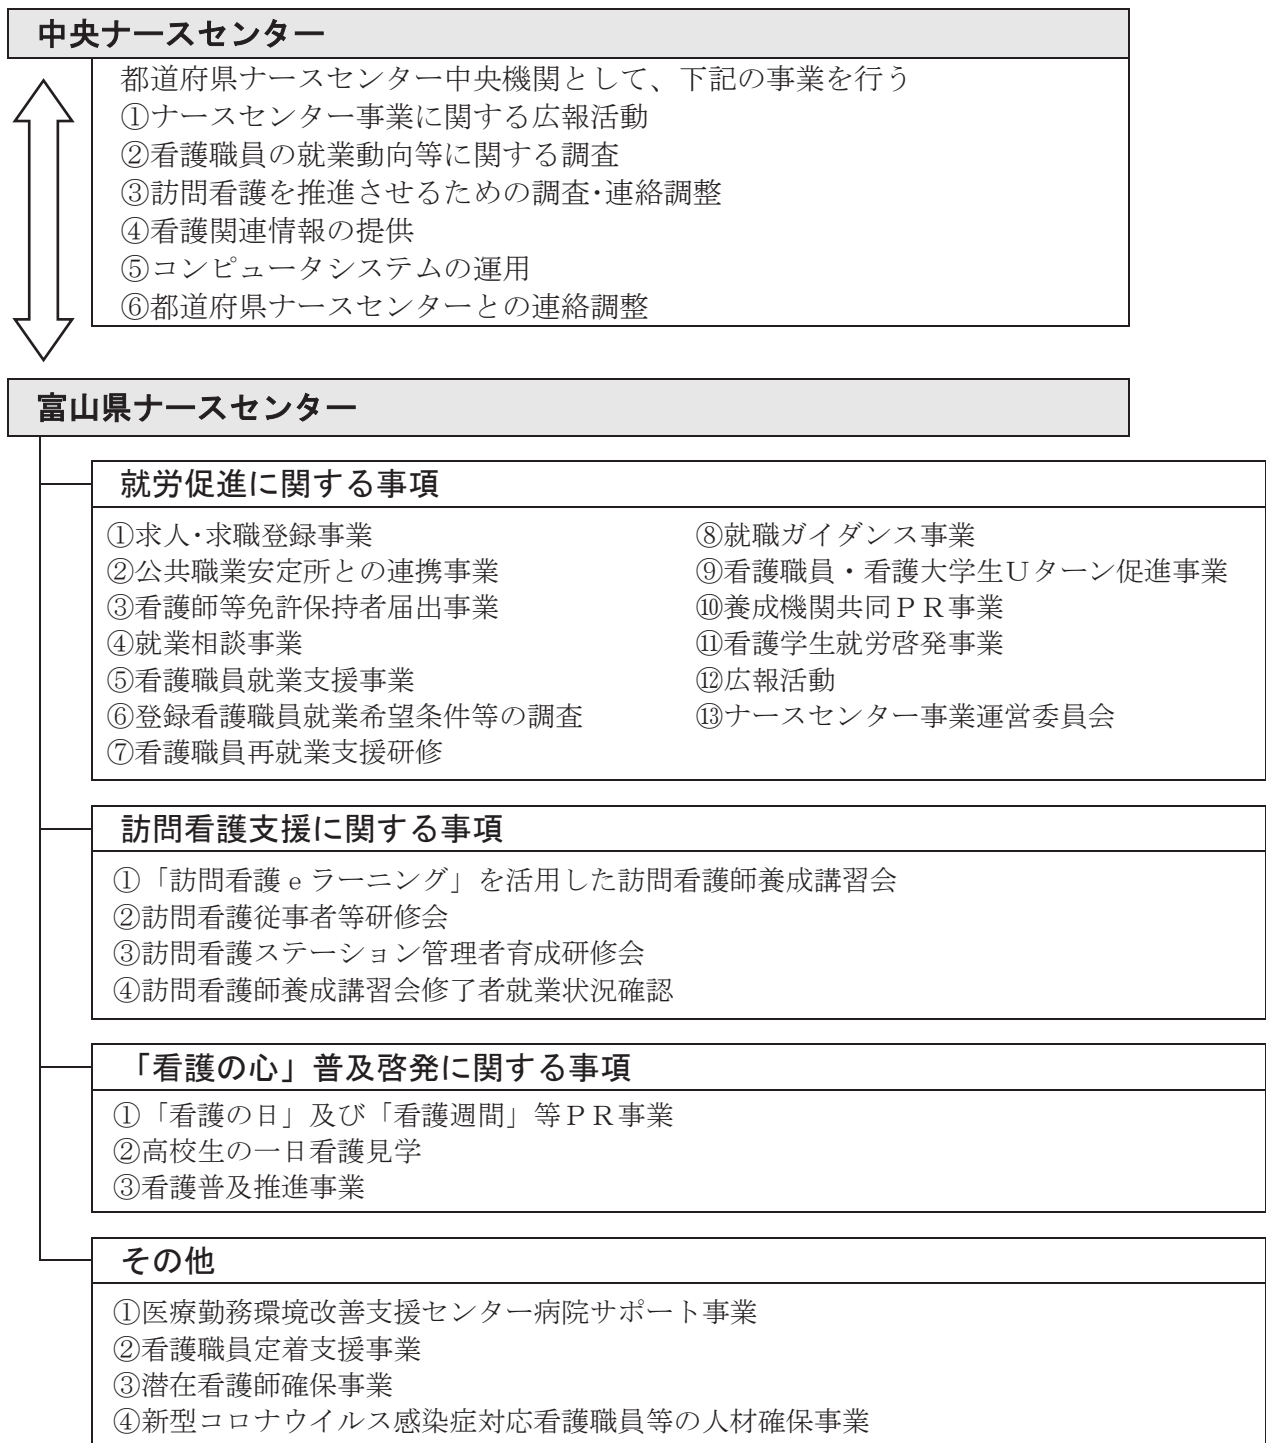 中央ナースセンター
都道府県ナースセンター中央機関として、下記の事業を行う
①ナースセンター事業に関する広報活動
②看護職員の就業動向等に関する調査
③訪問看護を推進させるための調査･連絡調整
④看護関連情報の提供
⑤コンピュータシステムの運用
⑥都道府県ナースセンターとの連絡調整
富山県ナースセンター
就労促進に関する事項
①求人･求職登録事業
②公共職業安定所との連携事業
③看護師等免許保持者届出事業
④就業相談事業
⑤看護職員就業支援事業
⑥登録看護職員就業希望条件等の調査
⑦看護職員再就業支援研修
⑧就職ガイダンス事業
⑨看護職員・看護大学生Uターン促進事業
⑩養成機関共同ＰＲ事業
⑪看護学生就労啓発事業
⑫広報活動
⑬ナースセンター事業運営委員会
訪問看護支援に関する事項
①「訪問看護 e ラーニング」を活用した訪問看護師養成講習会
②訪問看護従事者等研修会
③訪問看護ステーション管理者育成研修会
④訪問看護師養成講習会修了者就業状況確認
「看護の心」普及啓発に関する事項
①「看護の日」及び「看護週間」等ＰＲ事業
②高校生の一日看護見学
③看護普及推進事業
その他
①医療勤務環境改善支援センター病院サポート事業
②看護職員定着支援事業
③潜在看護師確保事業
④新型コロナウイルス感染症対応看護職員等の人材確保事業